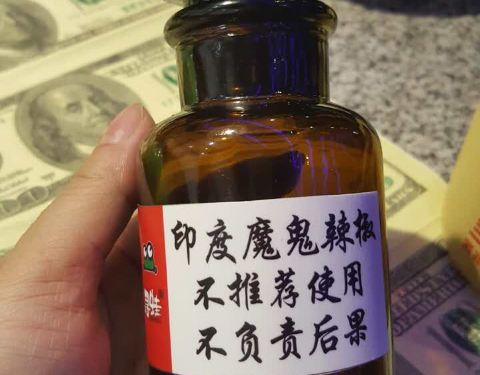 印度魔鬼辣椒
不推荐使用
不负责后果